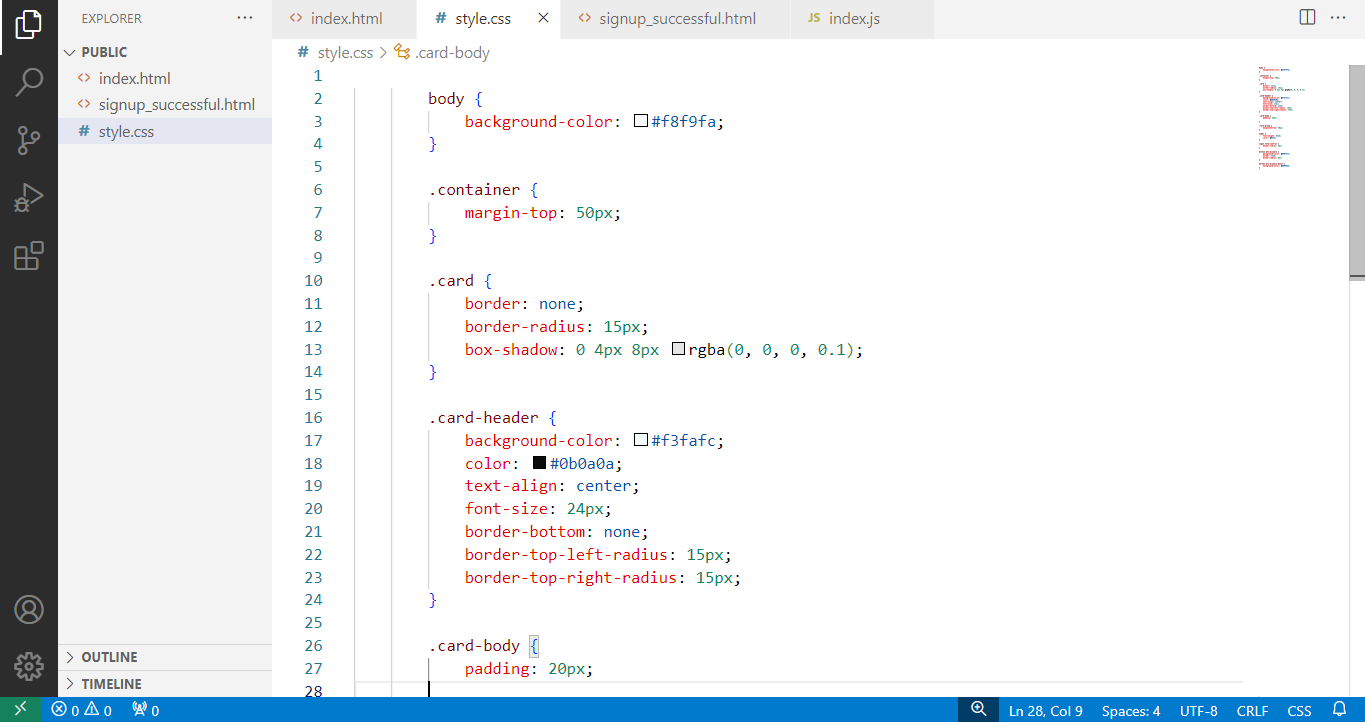 EXPLORER
PUBLIC
index.html
signup_successful.html
style.css
OUTLINE
TIMELINE
index.html
style.css
signup_successful.html
JS index.js
style.css > .card-body
1
2 body {
3 background-color: #f8f9fa;
4 }
5
6 .container {
7 margin-top: 50px;
8 }
9
10 .card {
11 border: none;
12 border-radius: 15px;
13 box-shadow: 0 4px 8px rgba(0, 0, 0, 0.1);
14 }
15
16 .card-header {
17 background-color: #f3fafc;
18 color: #0b0a0a;
19 text-align: center;
20 font-size: 24px;
21 border-bottom: none;
22 border-top-left-radius: 15px;
23 border-top-right-radius: 15px;
24 }
25
26 .card-body {
27 padding: 20px;
28
0 0 0 Ln 28, Col 9 Spaces: 4 UTF-8 CRLF CSS